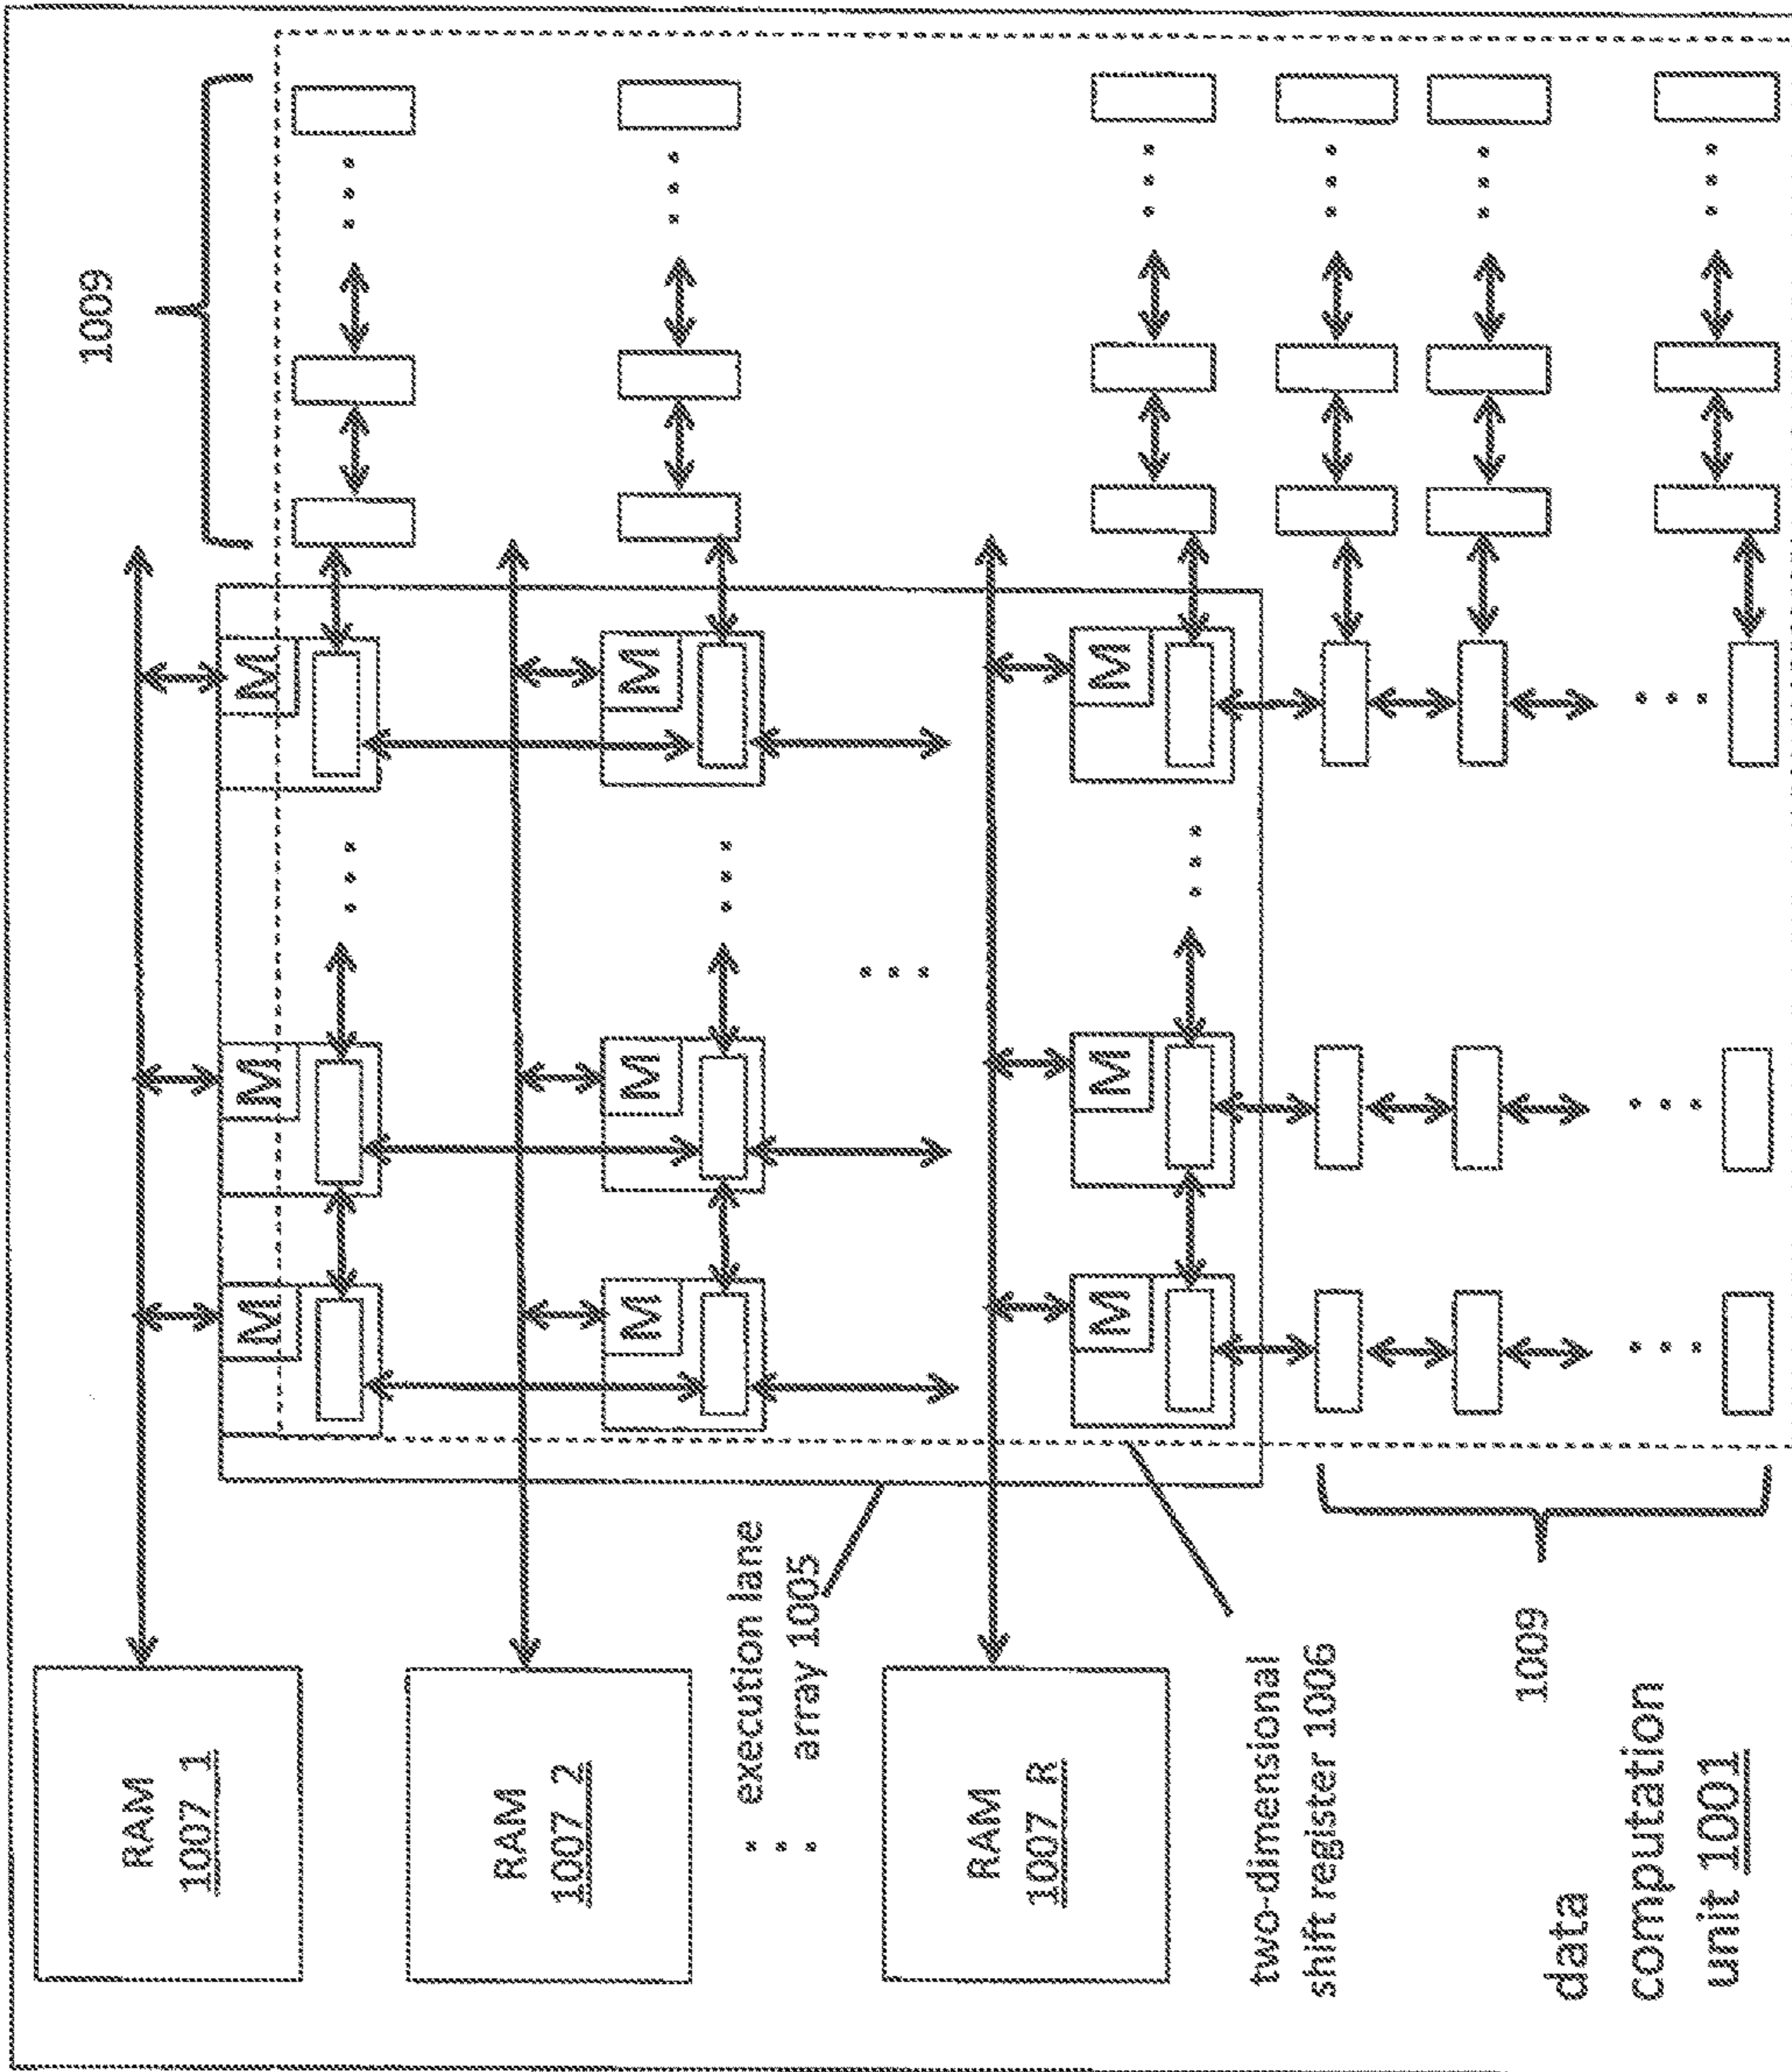 1009
M
M
M
M
M
M
M
M
M
RAM
1007_1
RAM
1007_2
execution lane
array 1005
RAM
1007_R
two-dimensional
shift register 1006
1009
data
computation
unit 1001